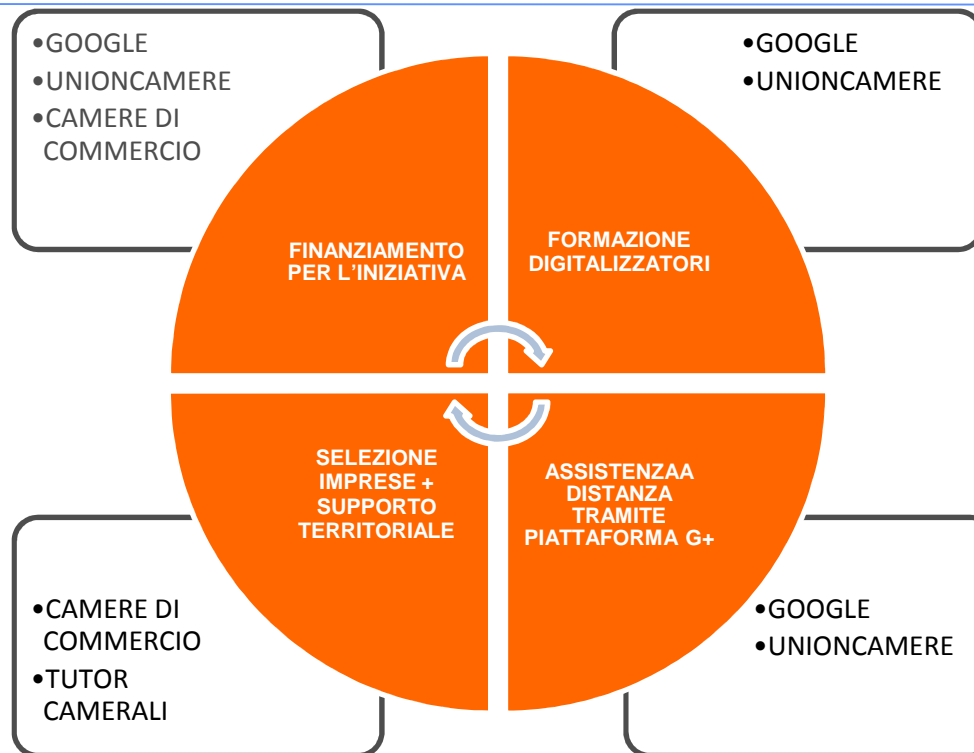 •GOOGLE
•UNIONCAMERE
•CAMERE DI
COMMERCIO
•GOOGLE
•UNIONCAMERE
FINANZIAMENTO
PER L’INIZIATIVA
FORMAZIONE
DIGITALIZZATORI
SELEZIONE
IMPRESE +
SUPPORTO
TERRITORIALE
ASSISTENZAA
DISTANZA
TRAMITE
PIATTAFORMA G+
•CAMERE DI
COMMERCIO
•TUTOR
CAMERALI
•GOOGLE
•UNIONCAMERE